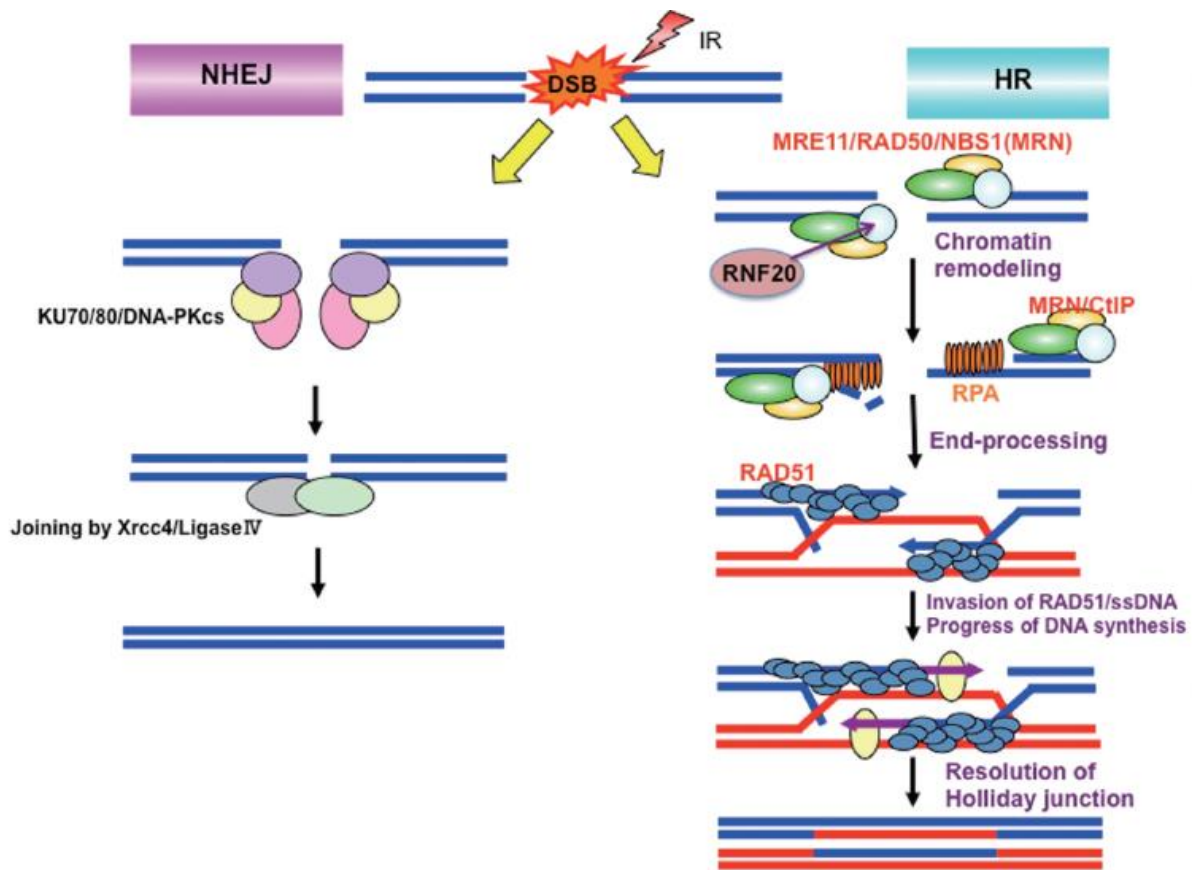 NHEJ
DSB
IR
HR
MRE11/RAD50/NBS1(MRN)
RNF20
Chromatin
remodeling
KU70/80/DNA-PKcs
MRN/CtIP
RPA
End-processing
RAD51
Joining by Xrcc4/LigaseⅣ
Invasion of RAD51/ssDNA
Progress of DNA synthesis
Resolution of
Holliday junction